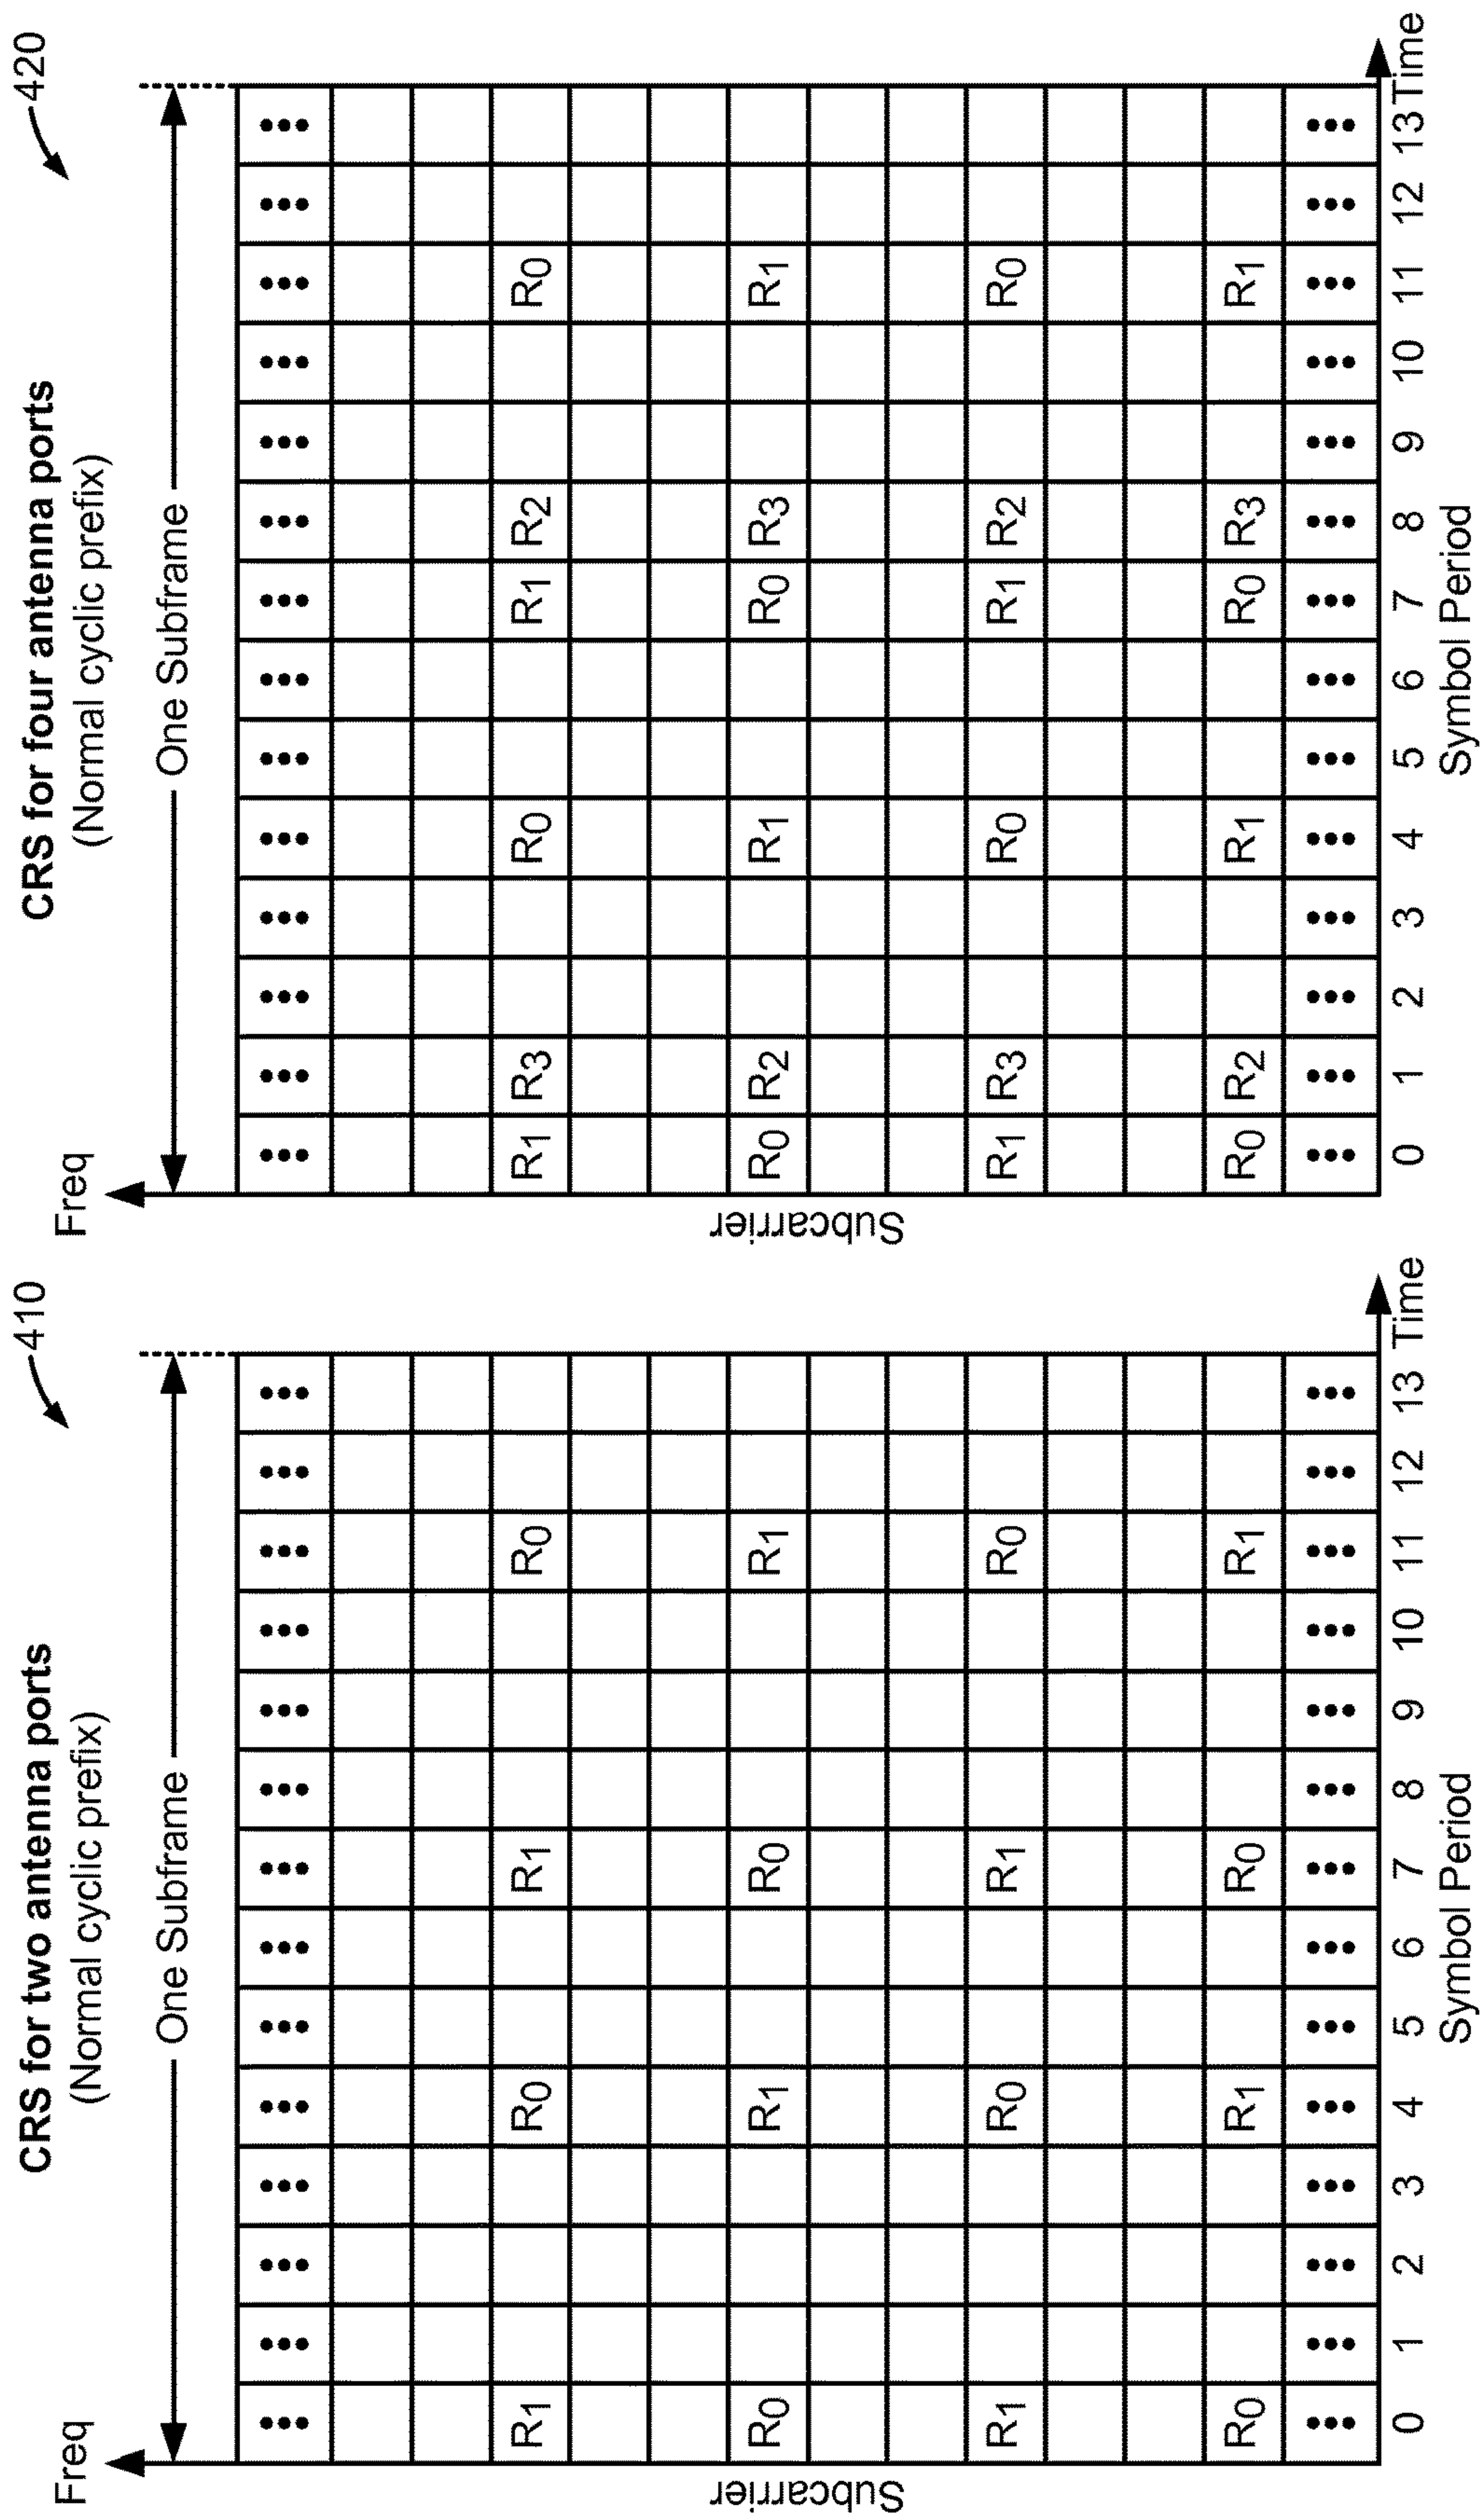 410
CRS for two antenna ports
(Normal cyclic prefix)
Freq
One Subframe
Subcarrier
... ... ... ... ... ... ... ... ... ... ... ... ... ...
R1 R0 R1 R0
R0 R1 R0 R1
R1 R0 R1 R0
R0 R1 R0 R1
... ... ... ... ... ... ... ... ... ... ... ... ... ...
0 1 2 3 4 5 6 7 8 9 10 11 12 13 Time
Symbol Period
420
CRS for four antenna ports
(Normal cyclic prefix)
Freq
One Subframe
Subcarrier
... ... ... ... ... ... ... ... ... ... ... ... ... ...
R1 R3 R0 R1 R2 R0
R0 R2 R1 R0 R3 R1
R1 R3 R0 R1 R2 R0
R0 R2 R1 R0 R3 R1
... ... ... ... ... ... ... ... ... ... ... ... ... ...
0 1 2 3 4 5 6 7 8 9 10 11 12 13 Time
Symbol Period